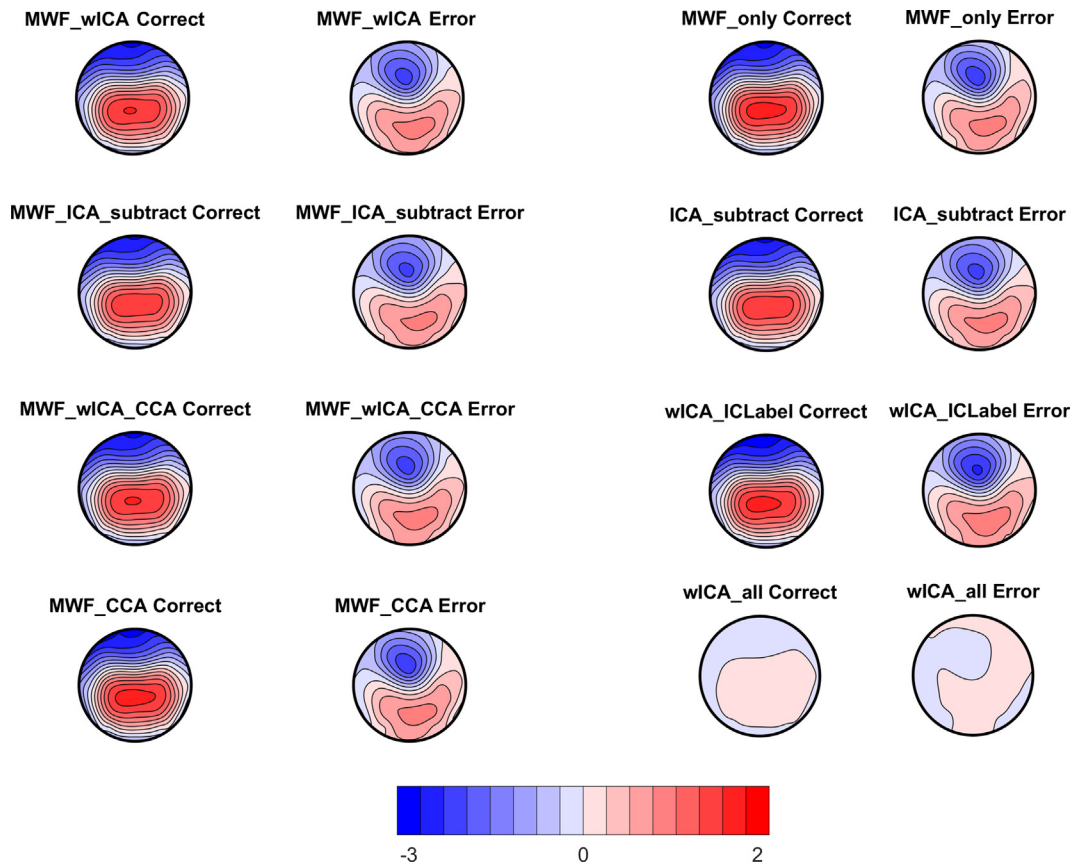 MWF_wICA Correct
MWF_wICA Error
MWF_only Correct
MWF_only Error
MWF_ICA_subtract Correct
MWF_ICA_subtract Error
ICA_subtract Correct
ICA_subtract Error
MWF_wICA_CCA Correct
MWF_wICA_CCA Error
wICA_ICLabel Correct
wICA_ICLabel Error
MWF_CCA Correct
MWF_CCA Error
wICA_all Correct
wICA_all Error
-3
0
2